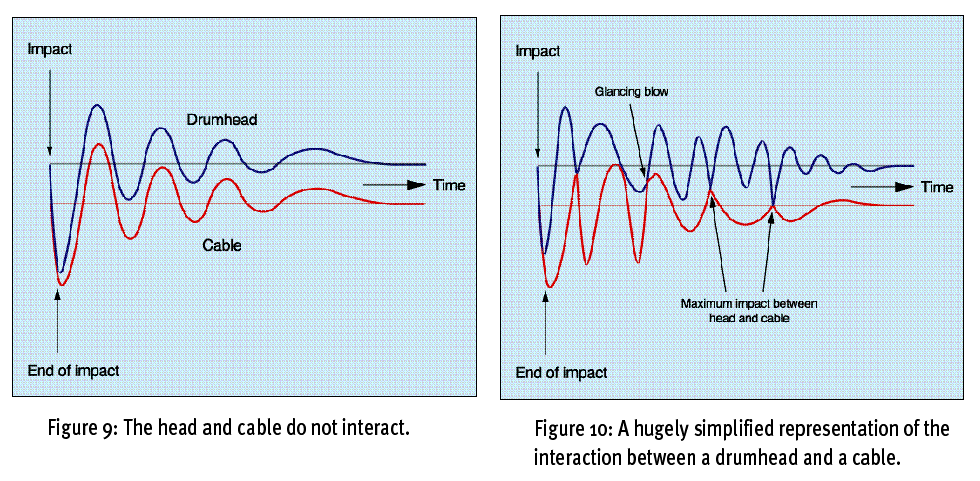 Impact
Drumhead
Time
Cable
End of impact
Figure 9: The head and cable do not interact.
Impact
Glancing blow
Time
Maximum impact between
head and cable
End of impact
Figure 10: A hugely simplified representation of the
interaction between a drumhead and a cable.